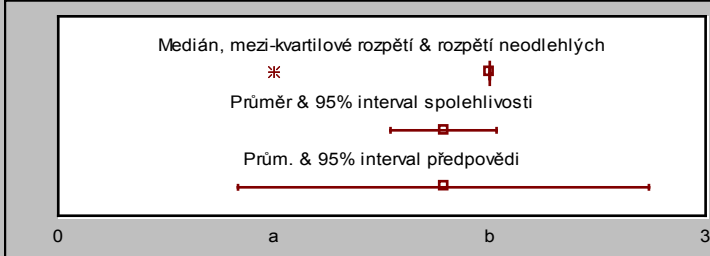 Medián, mezi-kvartilové rozpětí & rozpětí neodlehlých
Průměr & 95% interval spolehlivosti
Prům. & 95% interval předpovědi
0 a b 3